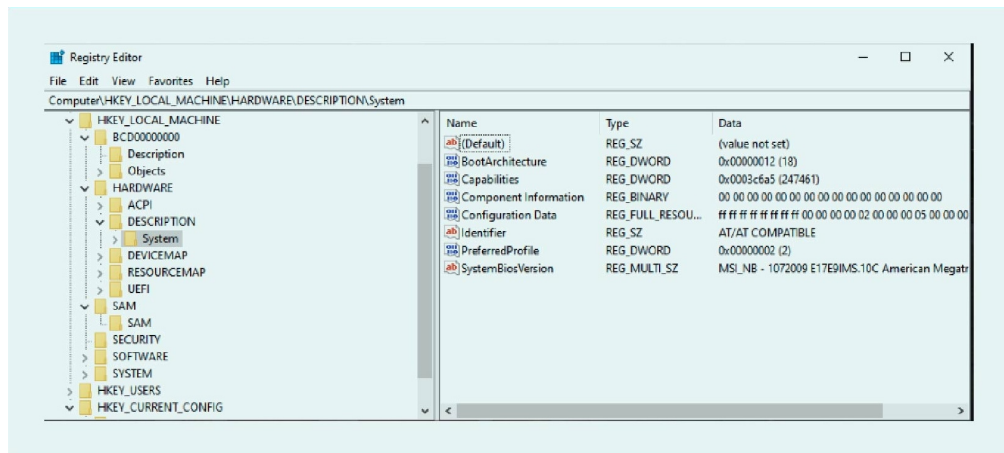 Registry Editor
File Edit View Favorites Help
Computer\HKEY_LOCAL_MACHINE\HARDWARE\DESCRIPTION\System
HKEY_LOCAL_MACHINE
BCD00000000
Description
Objects
HARDWARE
ACPI
DESCRIPTION
System
DEVICEMAP
RESOURCEMAP
UEFI
SAM
SAM
SECURITY
SOFTWARE
SYSTEM
HKEY_USERS
HKEY_CURRENT_CONFIG
Name Type Data
(Default) REG_SZ (value not set)
BootArchitecture REG_DWORD 0x00000012 (18)
Capabilities REG_DWORD 0x0003c6a5 (247461)
Component Information REG_BINARY 00 00 00 00 00 00 00 00 00 00 00 00 00 00 00 00
Configuration Data REG_FULL_RESOU... ff ff ff ff ff ff ff ff 00 00 00 00 02 00 00 00 05 00 00 00
Identifier REG_SZ AT/AT COMPATIBLE
PreferredProfile REG_DWORD 0x00000002 (2)
SystemBiosVersion REG_MULTI_SZ MSI_NB - 1072009 E17E9IMS.10C American Megatr